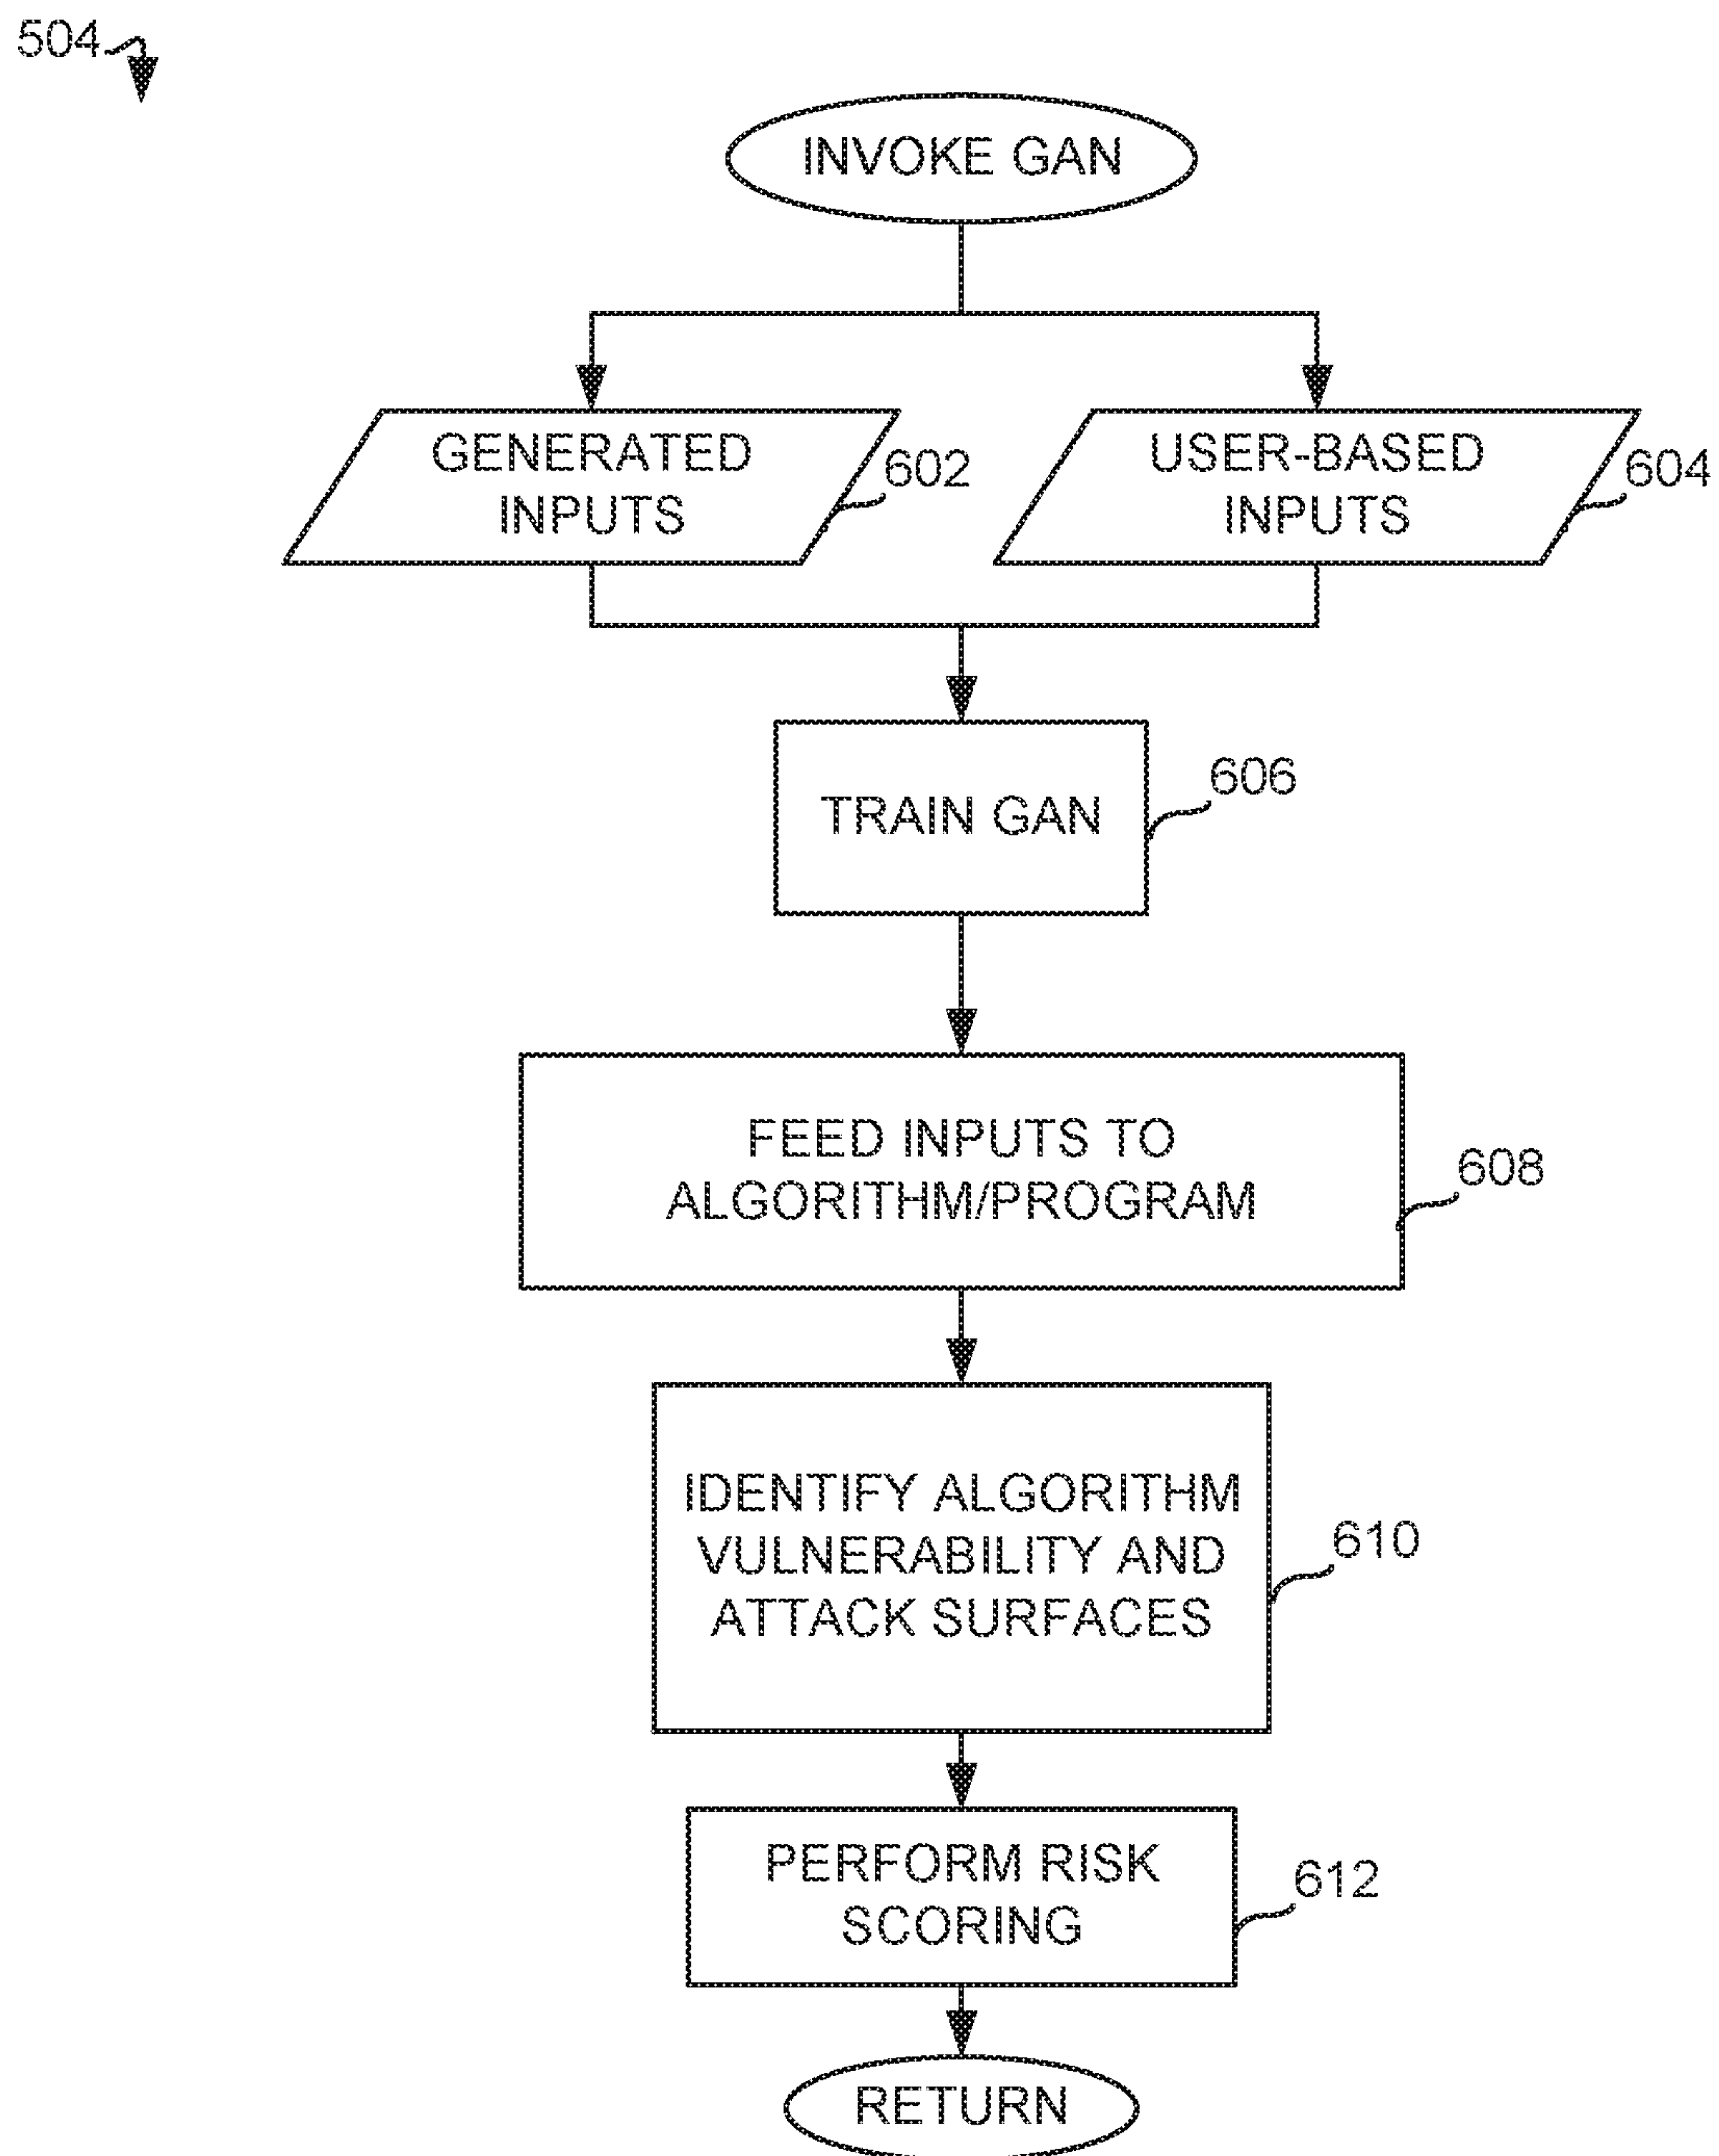 504
INVOKE GAN
GENERATED
INPUTS
602
USER-BASED
INPUTS
604
TRAIN GAN
606
FEED INPUTS TO
ALGORITHM/PROGRAM
608
IDENTIFY ALGORITHM
VULNERABILITY AND
ATTACK SURFACES
610
PERFORM RISK
SCORING
612
RETURN